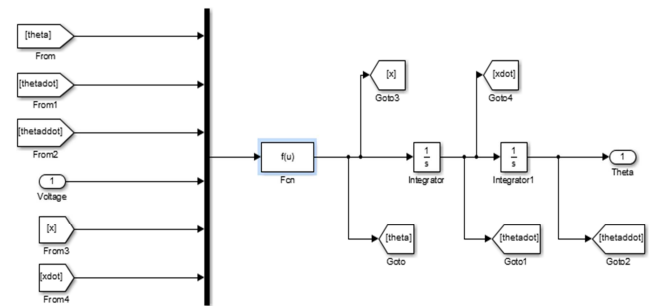 [theta]
From
[thetadot]
From1
[thetaddot]
From2
1
Voltage
[x]
From3
[xdot]
From4
f(u)
Fcn
[x]
Goto3
[theta]
Goto
1
s
Integrator
[xdot]
Goto4
[thetadot]
Goto1
1
s
Integrator1
[thetaddot]
Goto2
1
Theta